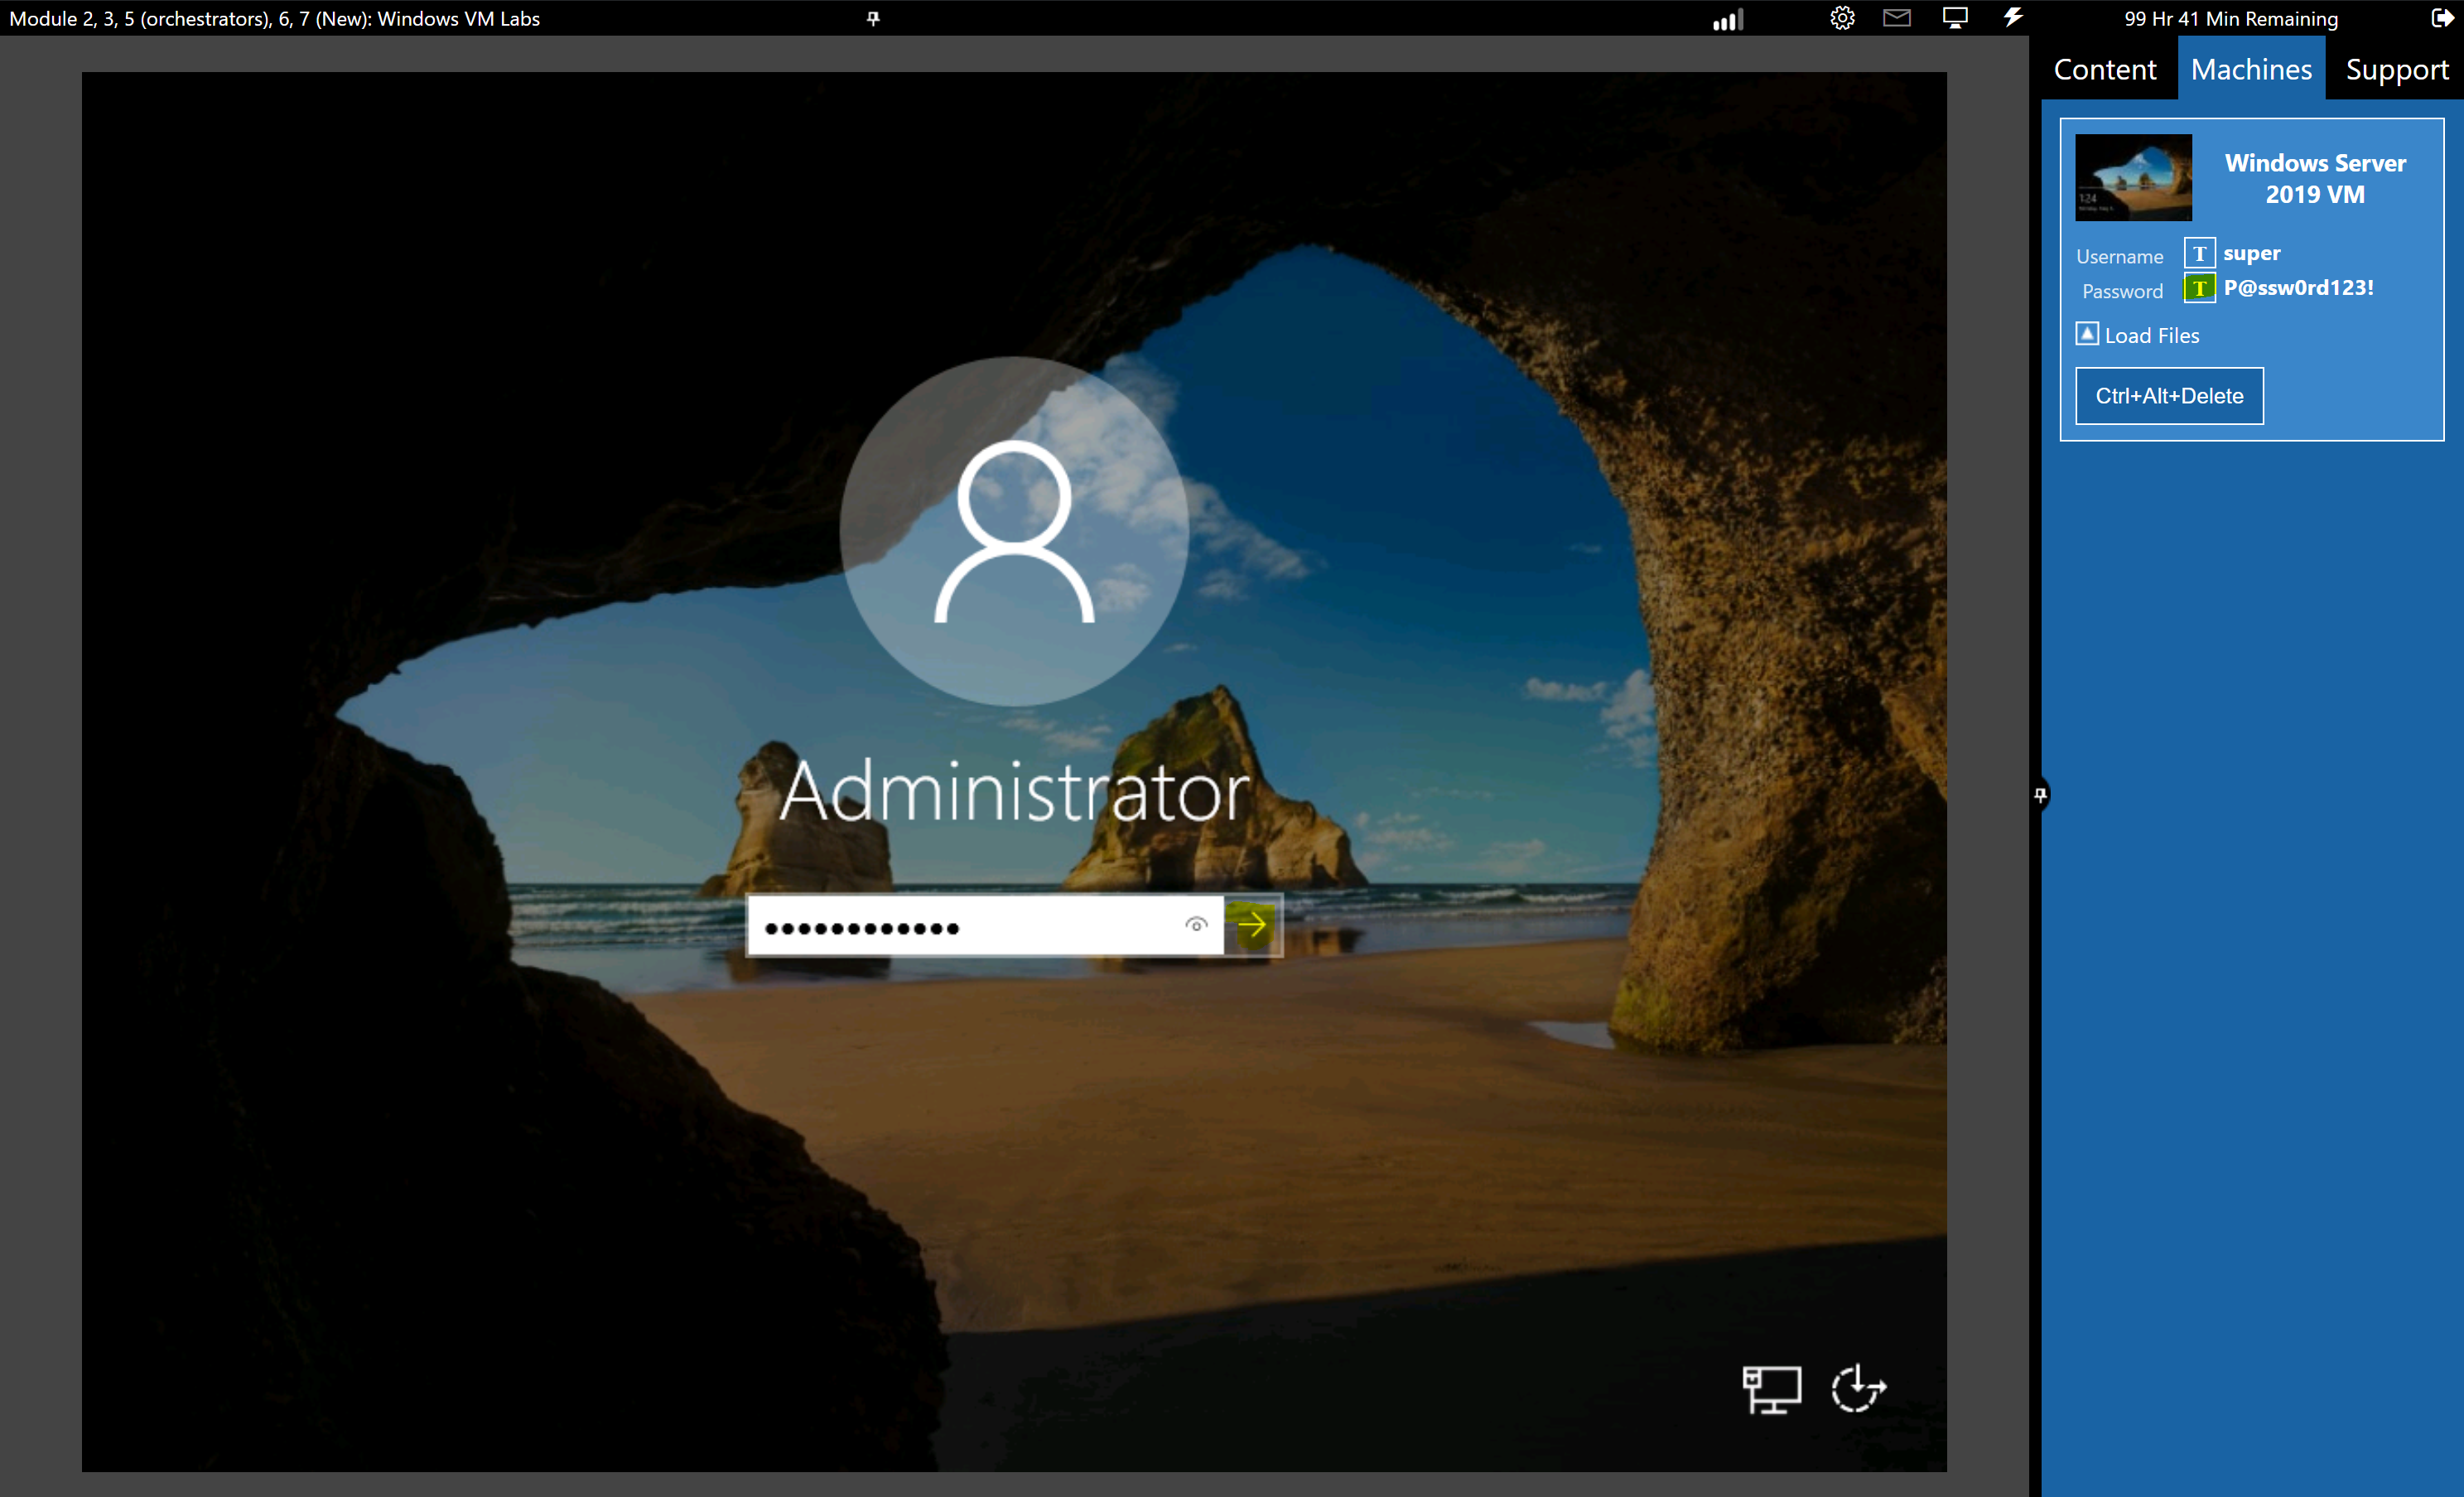 Module 2, 3, 5 (orchestrators), 6, 7 (New): Windows VM Labs
99 Hr 41 Min Remaining
Content Machines Support
Windows Server
2019 VM
Username T super
Password T P@ssw0rd123!
Load Files
Ctrl+Alt+Delete
Administrator